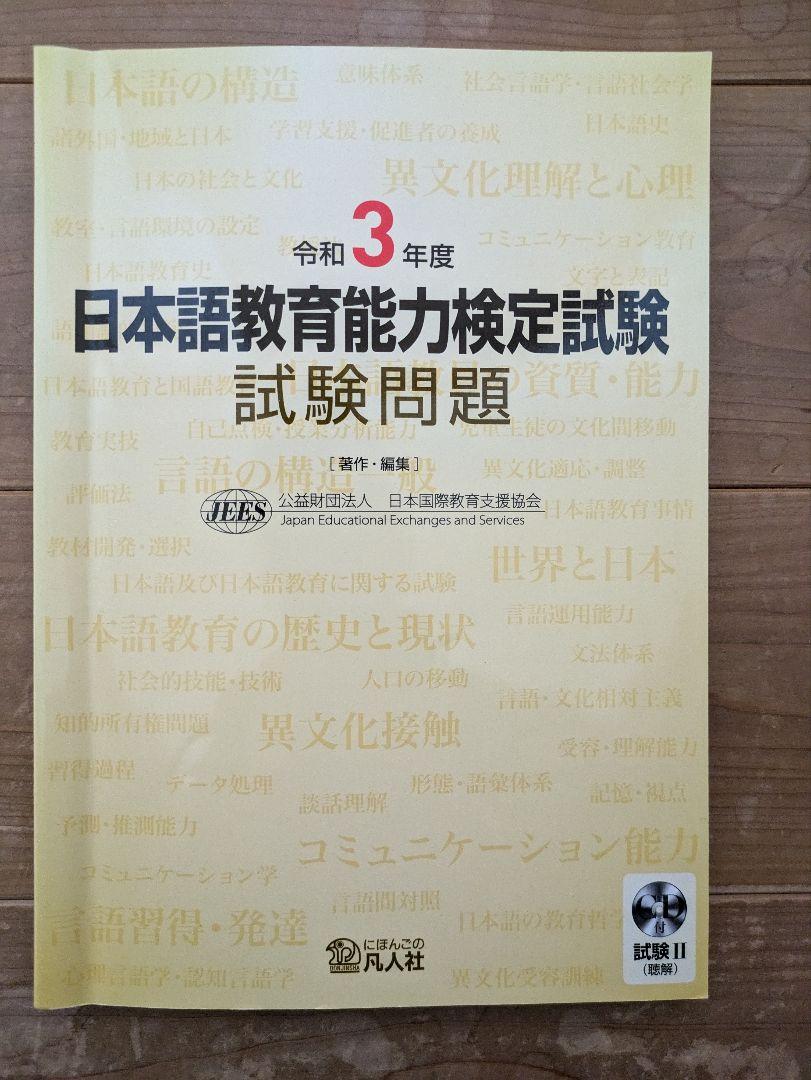 日本語の構造 意味体系 社会言語学・言語社会学
諸外国・地域と日本 学習支援・促進者の養成 日本語史
日本の社会と文化 異文化理解と心理
教室・言語環境の設定 コミュニケーション教育
令和3年度
日本語教育史 文字と表記
日本語教育能力検定試験
日本語教育と国語教 の資質・能力
試験問題
教育実技 自己点検・授業分析能力 児童生徒の文化間移動
[著作・編集]
言語の構造一般 異文化適応・調整
評価法 日本語教育事情
JEES 公益財団法人 日本国際教育支援協会
Japan Educational Exchanges and Services
教材開発・選択 世界と日本
日本語及び日本語教育に関する試験
日本語教育の歴史と現状 言語運用能力
文法体系
社会的技能・技術 人口の移動
言語・文化相対主義
知的所有権問題 異文化接触 受容・理解能力
習得過程 データ処理 形態・語彙体系 記憶・視点
談話理解
予測・推測能力 コミュニケーション能力
コミュニケーション学
言語間対照
言語習得・発達 日本語の教育哲
心理言語学・認知言語学 異文化受容訓練
BONJINSHA にほんごの
凡人社
CD
付
試験 II
(聴解)